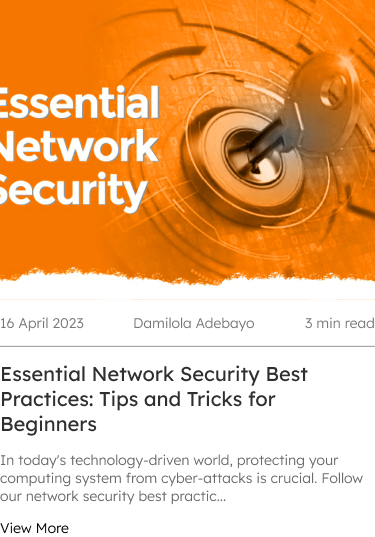 Essential
Network
Security
16 April 2023 Damilola Adebayo 3 min read
Essential Network Security Best
Practices: Tips and Tricks for
Beginners
In today's technology-driven world, protecting your
computing system from cyber-attacks is crucial. Follow
our network security best practic...
View More